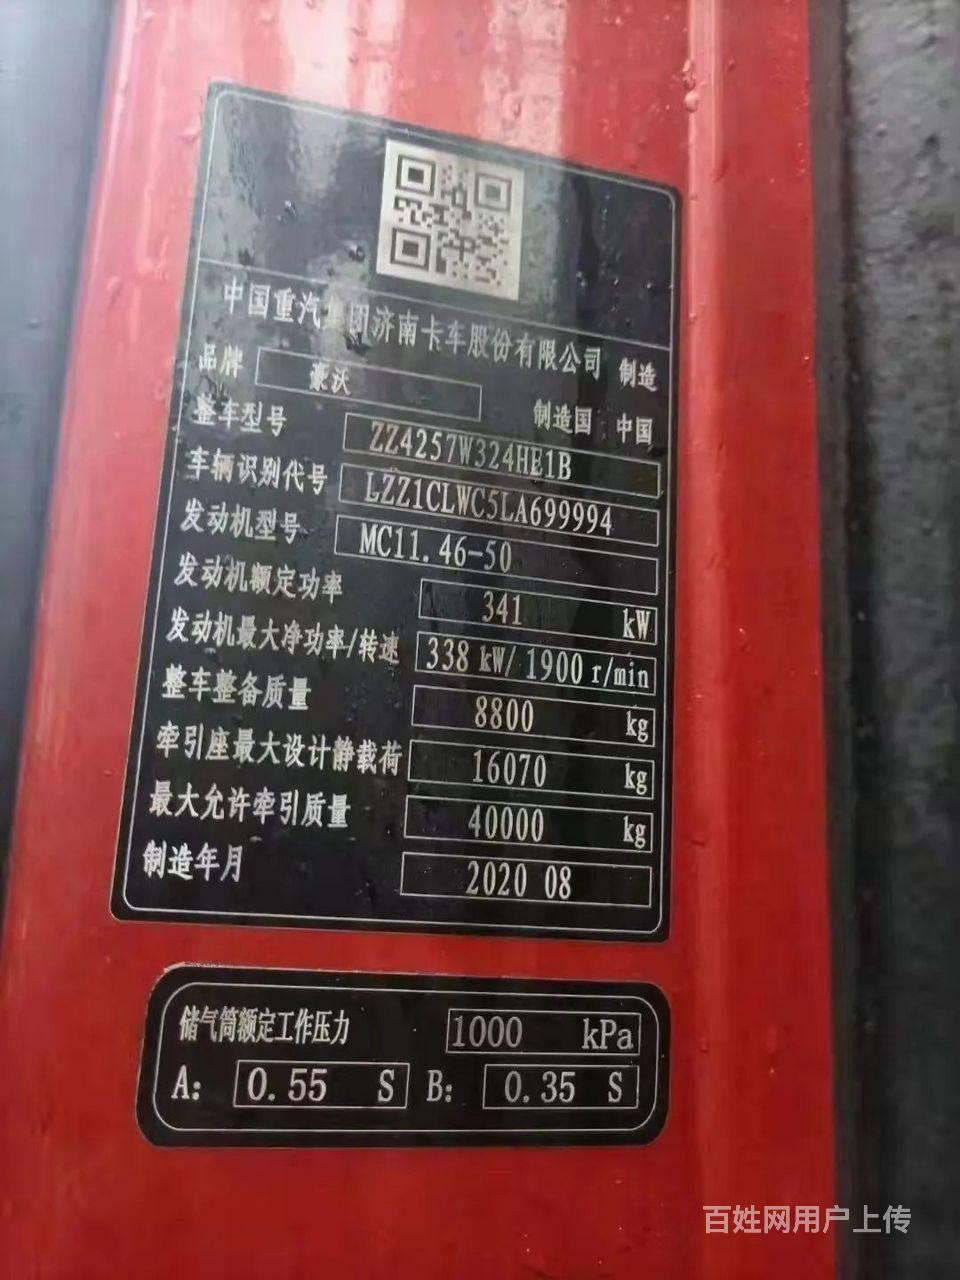 中国重汽集团济南卡车股份有限公司 制造
品牌 豪沃 制造国 中国
整车型号 ZZ4257W324HE1B
车辆识别代号 LZZ1CLWC5LA699994
发动机型号 MC11.46-50
发动机额定功率 341 kW
发动机最大净功率/转速 338 kW/ 1900 r/min
整车整备质量 8800 kg
牵引座最大设计静载荷 16070 kg
最大允许牵引质量 40000 kg
制造年月 2020 08
储气筒额定工作压力 1000 kPa
A: 0.55 S B: 0.35 S
百姓网用户上传